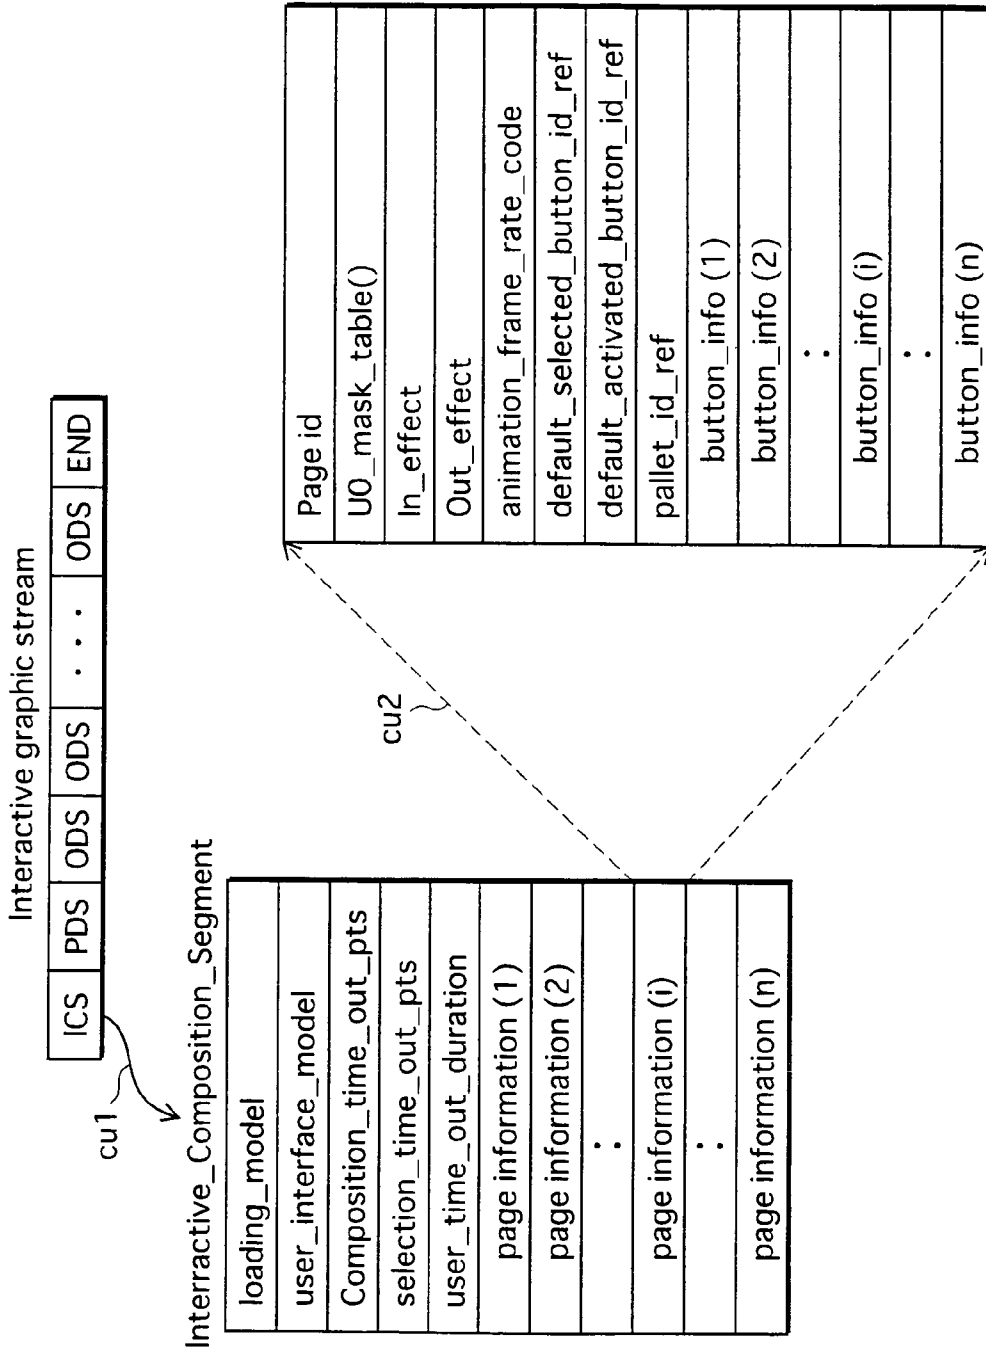 Interactive graphic stream
ICS PDS ODS ODS · · · ODS END
cu1
Interractive_Composition_Segment
loading_model
user_interface_model
Composition_time_out_pts
selection_time_out_pts
user_time_out_duration
page information (1)
page information (2)
· ·
page information (i)
· ·
page information (n)
cu2
Page id
U0_mask_table()
In_effect
Out_effect
animation_frame_rate_code
default_selected_button_id_ref
default_activated_button_id_ref
pallet_id_ref
button_info (1)
button_info (2)
· ·
button_info (i)
· ·
button_info (n)